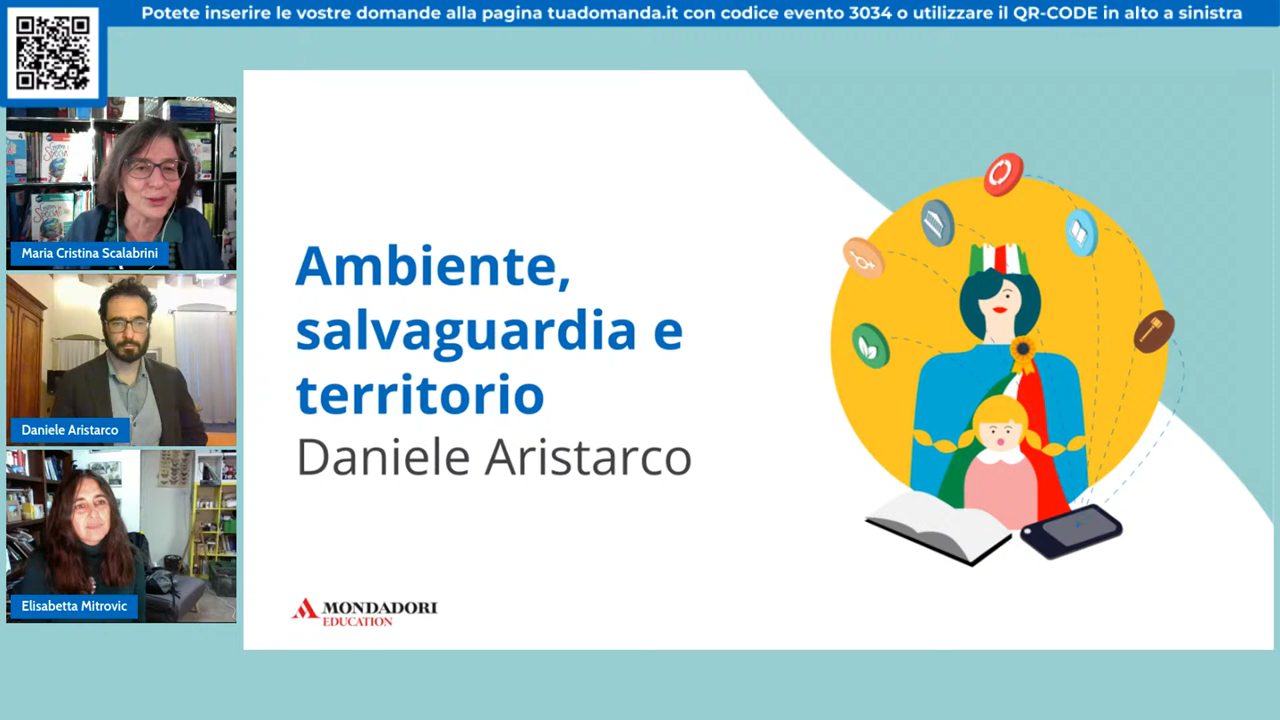 Potete inserire le vostre domande alla pagina tuadomanda.it con codice evento 3034 o utilizzare il QR-CODE in alto a sinistra
Maria Cristina Scalabrini
Daniele Aristarco
Elisabetta Mitrovic
Ambiente,
salvaguardia e
territorio
Daniele Aristarco
MONDADORI
EDUCATION